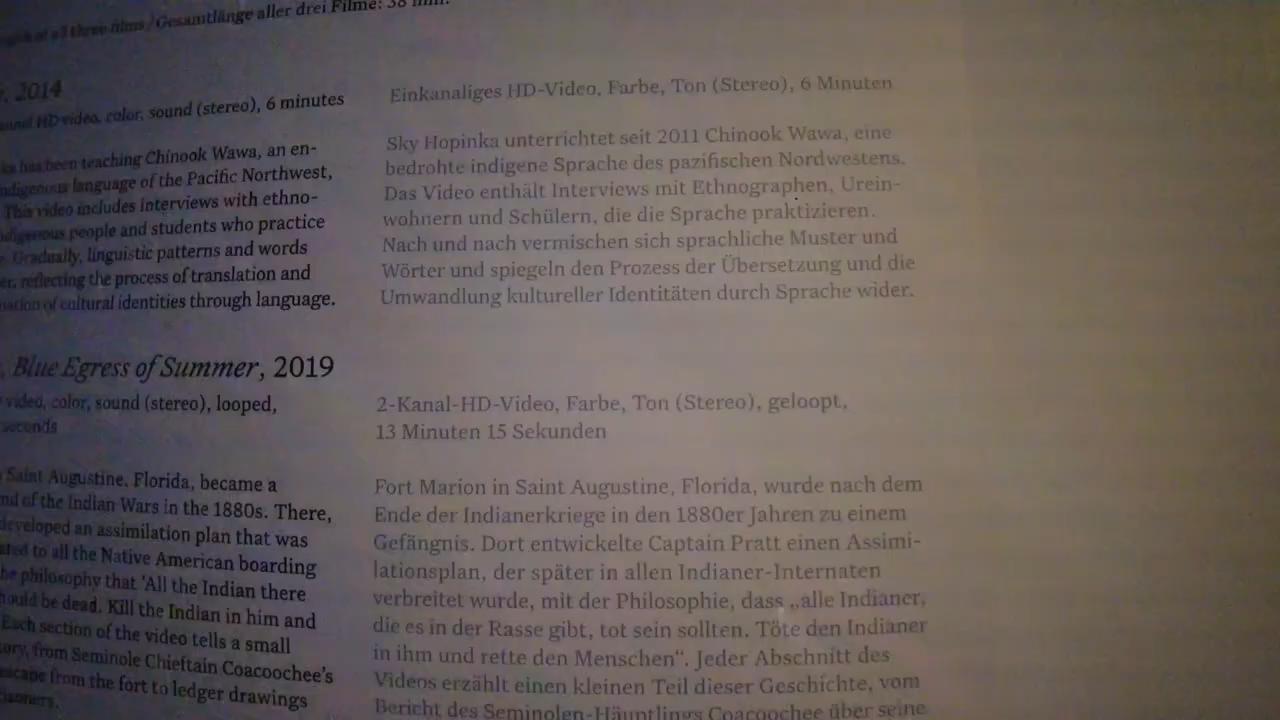 of all three films / Gesamtlänge aller drei Filme: 38 min.
, 2014
HD video, color, sound (stereo), 6 minutes
has been teaching Chinook Wawa, an en-
language of the Pacific Northwest,
This video includes interviews with ethno-
people and students who practice
Gradually, linguistic patterns and words
reflecting the process of translation and
of cultural identities through language.
Einkanaliges HD-Video, Farbe, Ton (Stereo), 6 Minuten
Sky Hopinka unterrichtet seit 2011 Chinook Wawa, eine
bedrohte indigene Sprache des pazifischen Nordwestens.
Das Video enthält Interviews mit Ethnographen, Urein-
wohnern und Schülern, die die Sprache praktizieren.
Nach und nach vermischen sich sprachliche Muster und
Wörter und spiegeln den Prozess der Übersetzung und die
Umwandlung kultureller Identitäten durch Sprache wider.
, Blue Egress of Summer, 2019
video, color, sound (stereo), looped,
seconds
Saint Augustine, Florida, became a
of the Indian Wars in the 1880s. There,
developed an assimilation plan that was
to all the Native American boarding
philosophy that 'All the Indian there
should be dead. Kill the Indian in him and
Each section of the video tells a small
from Seminole Chieftain Coacoochee's
escape from the fort to ledger drawings
2-Kanal-HD-Video, Farbe, Ton (Stereo), geloopt,
13 Minuten 15 Sekunden
Fort Marion in Saint Augustine, Florida, wurde nach dem
Ende der Indianerkriege in den 1880er Jahren zu einem
Gefängnis. Dort entwickelte Captain Pratt einen Assimi-
lationsplan, der später in allen Indianer-Internaten
verbreitet wurde, mit der Philosophie, dass „alle Indianer,
die es in der Rasse gibt, tot sein sollten. Töte den Indianer
in ihm und rette den Menschen“. Jeder Abschnitt des
Videos erzählt einen kleinen Teil dieser Geschichte, vom
Bericht des Seminolen-Häuptlings Coacoochee über seine